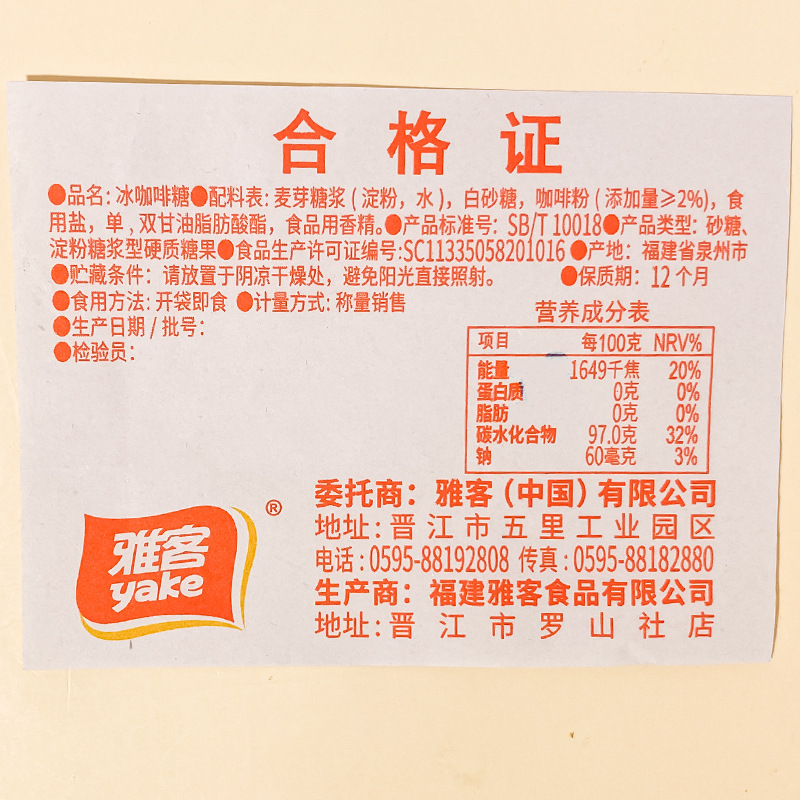 合格证
●品名: 冰咖啡糖●配料表: 麦芽糖浆 ( 淀粉，水 )，白砂糖，咖啡粉 ( 添加量≥2%)，食
用盐，单，双甘油脂肪酸酯，食品用香精。●产品标准号：SB/T 10018●产品类型：砂糖、
淀粉糖浆型硬质糖果●食品生产许可证编号:SC11335058201016 ●产地：福建省泉州市
●贮藏条件：请放置于阴凉干燥处，避免阳光直接照射。 ●保质期：12 个月
●食用方法: 开袋即食 ●计量方式: 称量销售
●生产日期 / 批号:
●检验员:
营养成分表
项目 每100克 NRV%
能量 1649千焦 20%
蛋白质 0克 0%
脂肪 0克 0%
碳水化合物 97.0克 32%
钠 60毫克 3%
委托商：雅客（中国）有限公司
地址: 晋江市五里工业园区
电话: 0595-88192808 传真: 0595-88182880
生产商：福建雅客食品有限公司
地址: 晋江市罗山社店
雅客®
yake